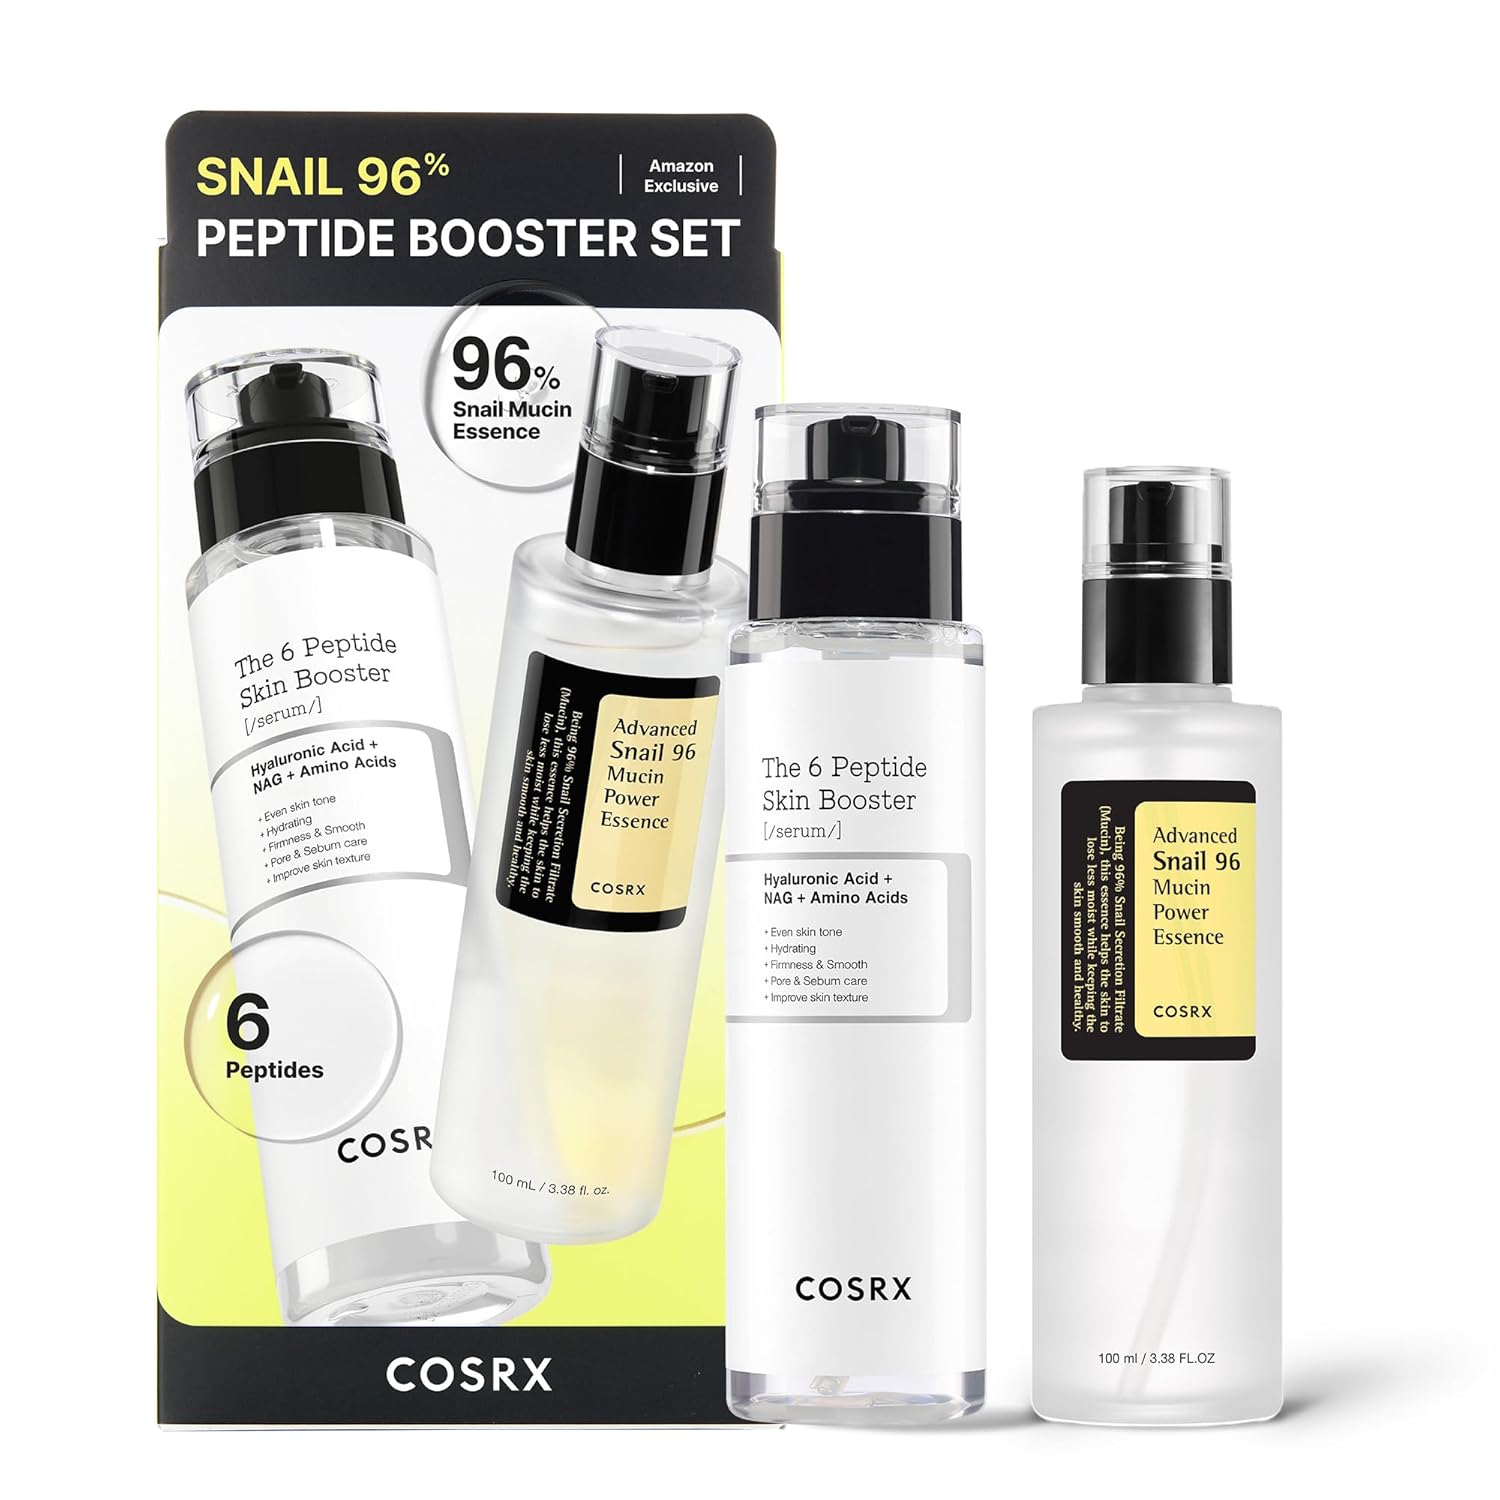 SNAIL 96%
PEPTIDE BOOSTER SET
Amazon
Exclusive
96%
Snail Mucin
Essence
The 6 Peptide
Skin Booster
[/serum/]
Hyaluronic Acid +
NAG + Amino Acids
+ Even skin tone
+ Hydrating
+ Firmness & Smooth
+ Pore & Sebum care
+ Improve skin texture
6
Peptides
COSR
Advanced
Snail 96
Mucin
Power
Essence
COSRX
Being 96% Snail Secretion Filtrate
(Mucin), this essence helps the skin to
lose less moist while keeping the
skin smooth and healthy.
100 mL / 3.38 fl. oz.
COSRX
The 6 Peptide
Skin Booster
[/serum/]
Hyaluronic Acid +
NAG + Amino Acids
+ Even skin tone
+ Hydrating
+ Firmness & Smooth
+ Pore & Sebum care
+ Improve skin texture
COSRX
Advanced
Snail 96
Mucin
Power
Essence
COSRX
Being 96% Snail Secretion Filtrate
(Mucin), this essence helps the skin to
lose less moist while keeping the
skin smooth and healthy.
100 ml / 3.38 FL.OZ